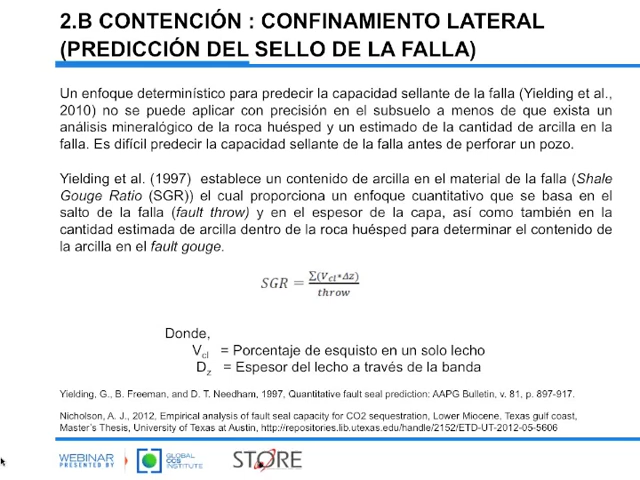 2.B CONTENCIÓN : CONFINAMIENTO LATERAL
(PREDICCIÓN DEL SELLO DE LA FALLA)
Un enfoque determinístico para predecir la capacidad sellante de la falla (Yielding et al.,
2010) no se puede aplicar con precisión en el subsuelo a menos de que exista un
análisis mineralógico de la roca huésped y un estimado de la cantidad de arcilla en la
falla. Es difícil predecir la capacidad sellante de la falla antes de perforar un pozo.
Yielding et al. (1997) establece un contenido de arcilla en el material de la falla (Shale
Gouge Ratio (SGR)) el cual proporciona un enfoque cuantitativo que se basa en el
salto de la falla (fault throw) y en el espesor de la capa, así como también en la
cantidad estimada de arcilla dentro de la roca huésped para determinar el contenido de
la arcilla en el fault gouge.
SGR = Σ(Vcl*Δz) / throw
Donde,
Vcl = Porcentaje de esquisto en un solo lecho
Dz = Espesor del lecho a través de la banda
Yielding, G., B. Freeman, and D. T. Needham, 1997, Quantitative fault seal prediction: AAPG Bulletin, v. 81, p. 897-917.
Nicholson, A. J., 2012, Empirical analysis of fault seal capacity for CO2 sequestration, Lower Miocene, Texas gulf coast,
Master's Thesis, University of Texas at Austin, http://repositories.lib.utexas.edu/handle/2152/ETD-UT-2012-05-5606
WEBINAR
PRESENTED BY
GLOBAL
CCS
INSTITUTE
STORE